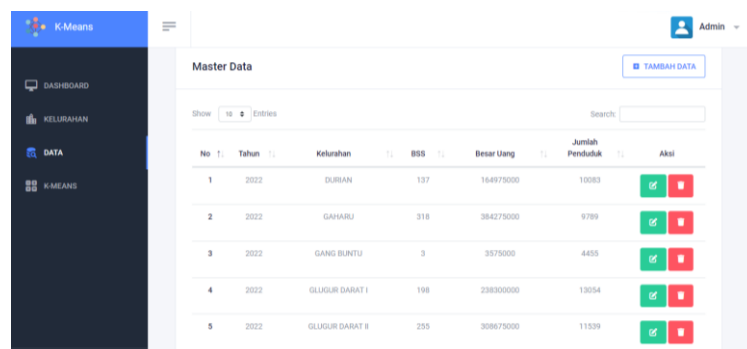 K-Means
Admin
DASHBOARD
KELURAHAN
DATA
K-MEANS
Master Data
TAMBAH DATA
Show 10 Entries
Search:
No Tahun Kelurahan BSS Besar Uang Jumlah Penduduk Aksi
1 2022 DURIAN 137 164975000 10083
2 2022 GAHARU 318 384275000 9789
3 2022 GANG BUNTU 3 3575000 4455
4 2022 GLUGUR DARAT I 198 238300000 13054
5 2022 GLUGUR DARAT II 255 308675000 11539